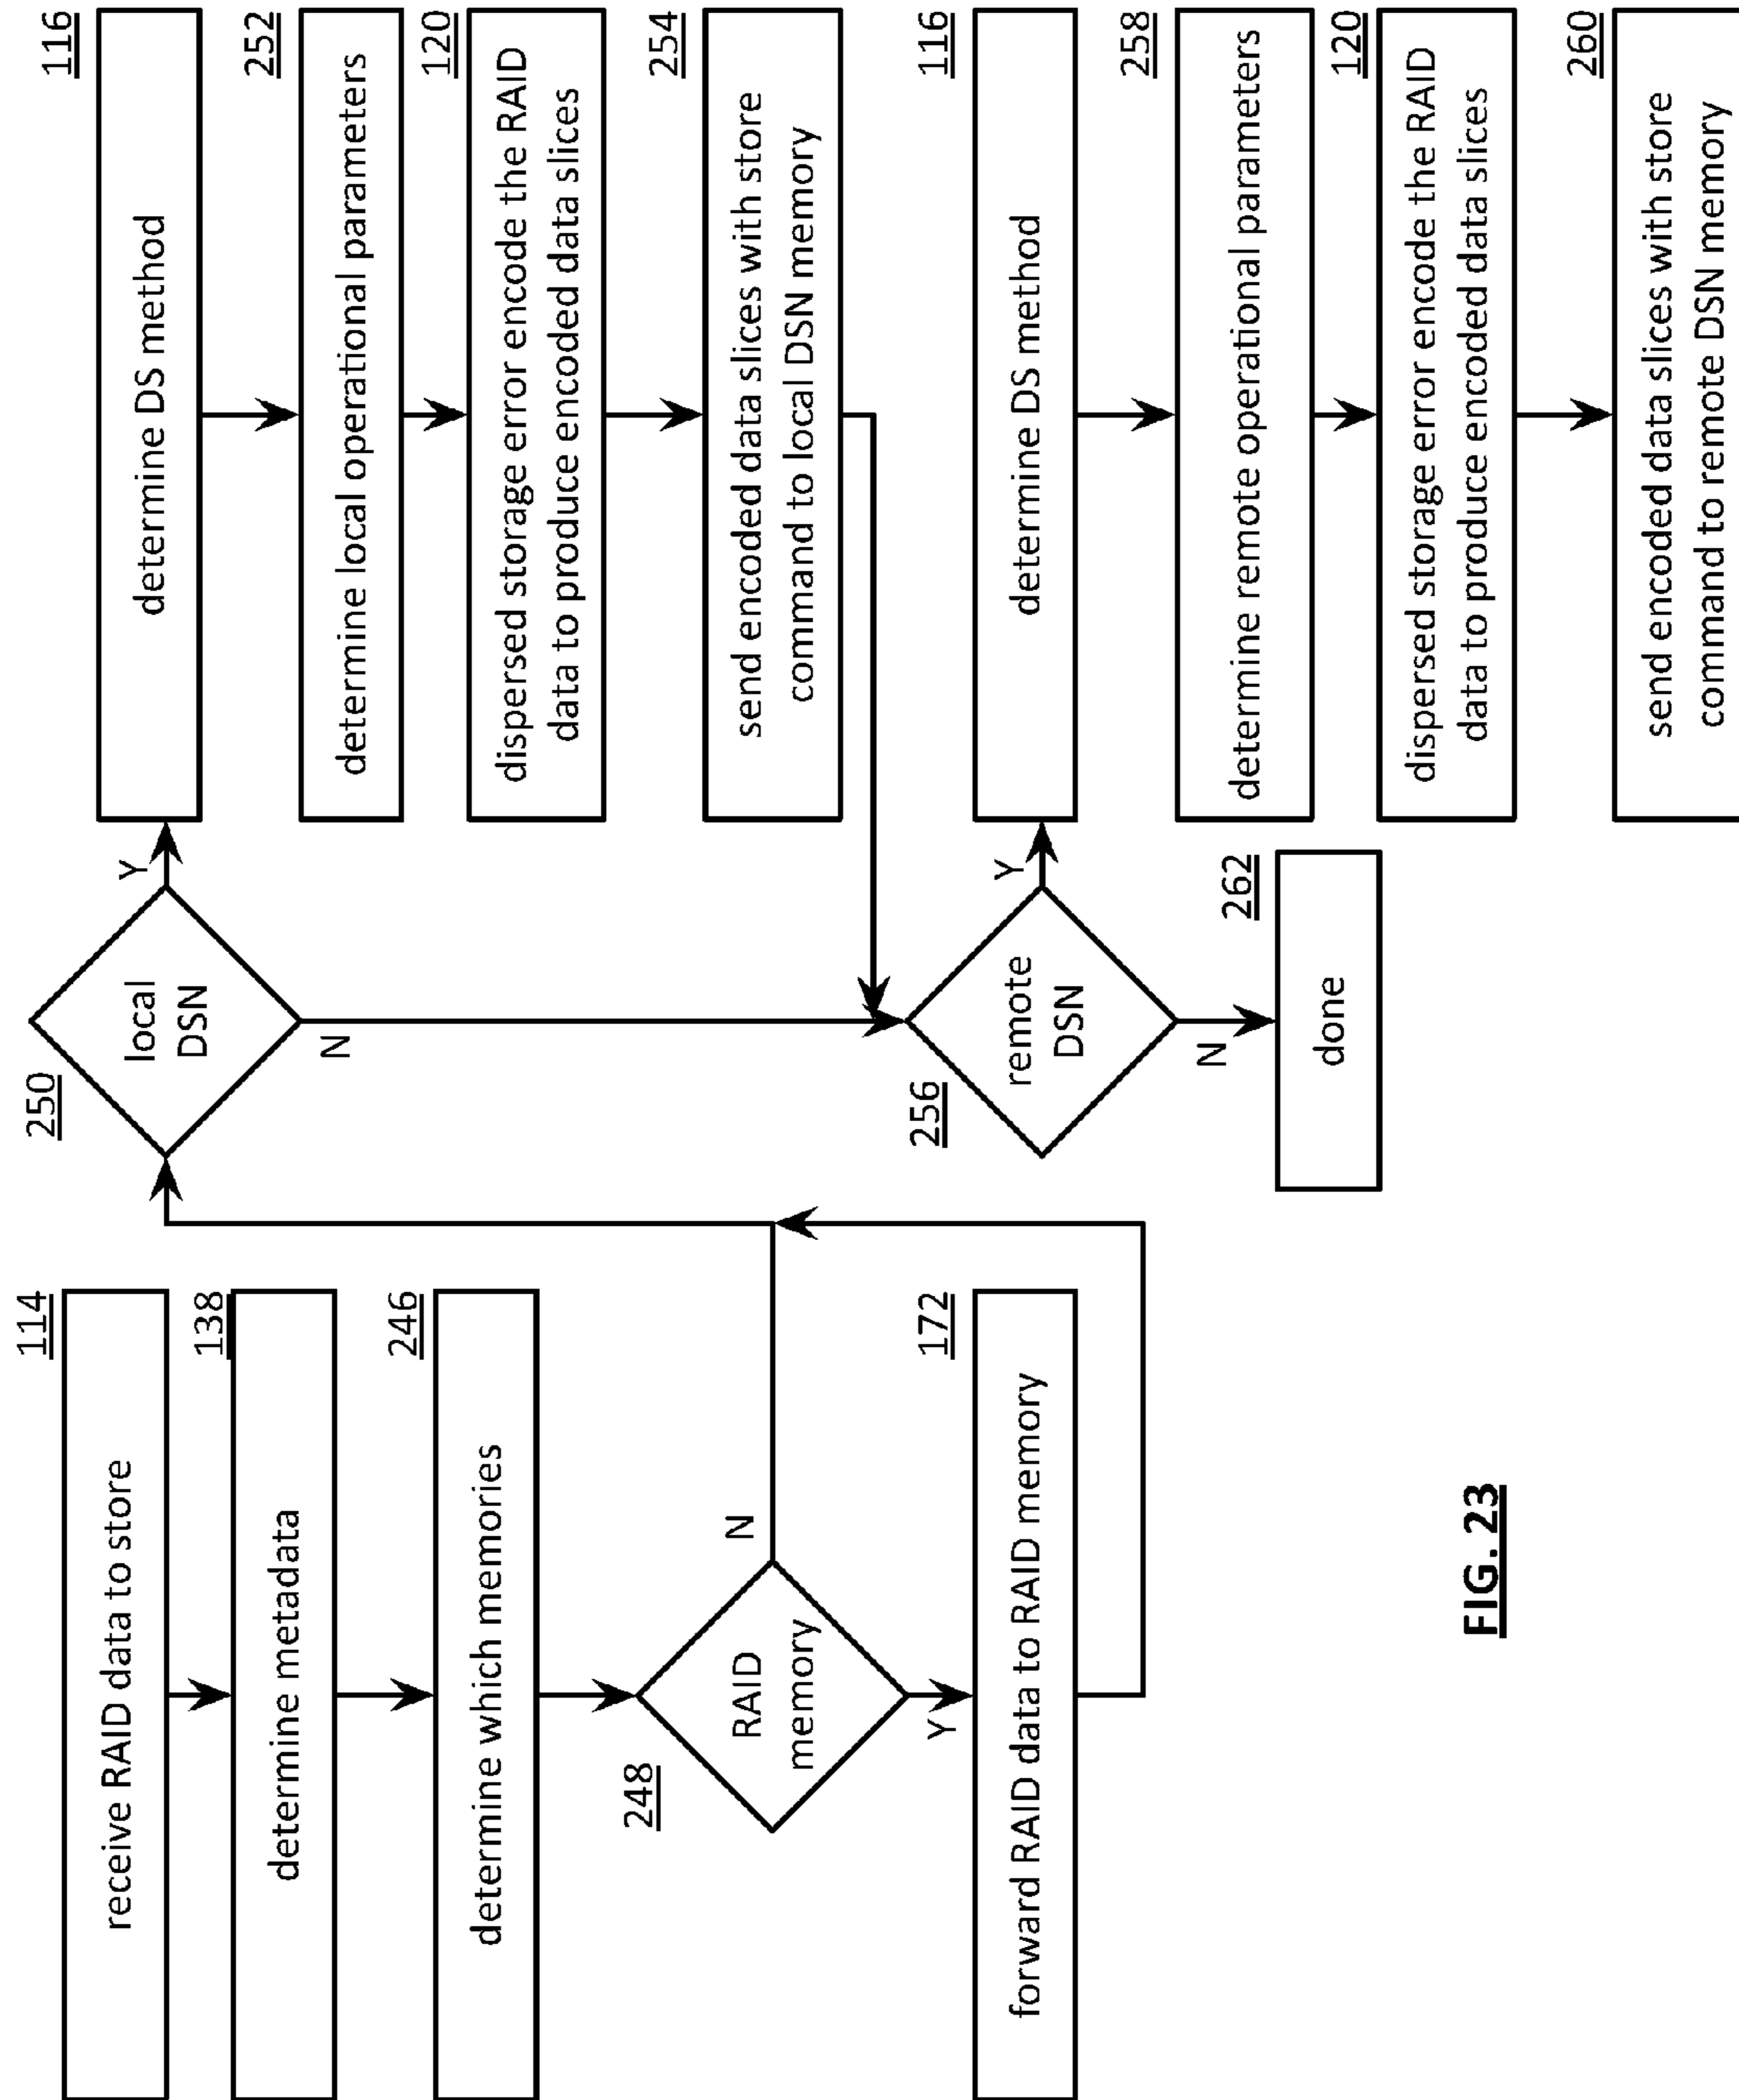 114
receive RAID data to store
138
determine metadata
246
determine which memories
248
RAID
memory
N
Y
172
forward RAID data to RAID memory
250
local
DSN
Y
N
116
determine DS method
252
determine local operational parameters
120
dispersed storage error encode the RAID
data to produce encoded data slices
254
send encoded data slices with store
command to local DSN memory
256
remote
DSN
Y
N
262
done
116
determine DS method
258
determine remote operational parameters
120
dispersed storage error encode the RAID
data to produce encoded data slices
260
send encoded data slices with store
command to remote DSN memory
FIG. 23